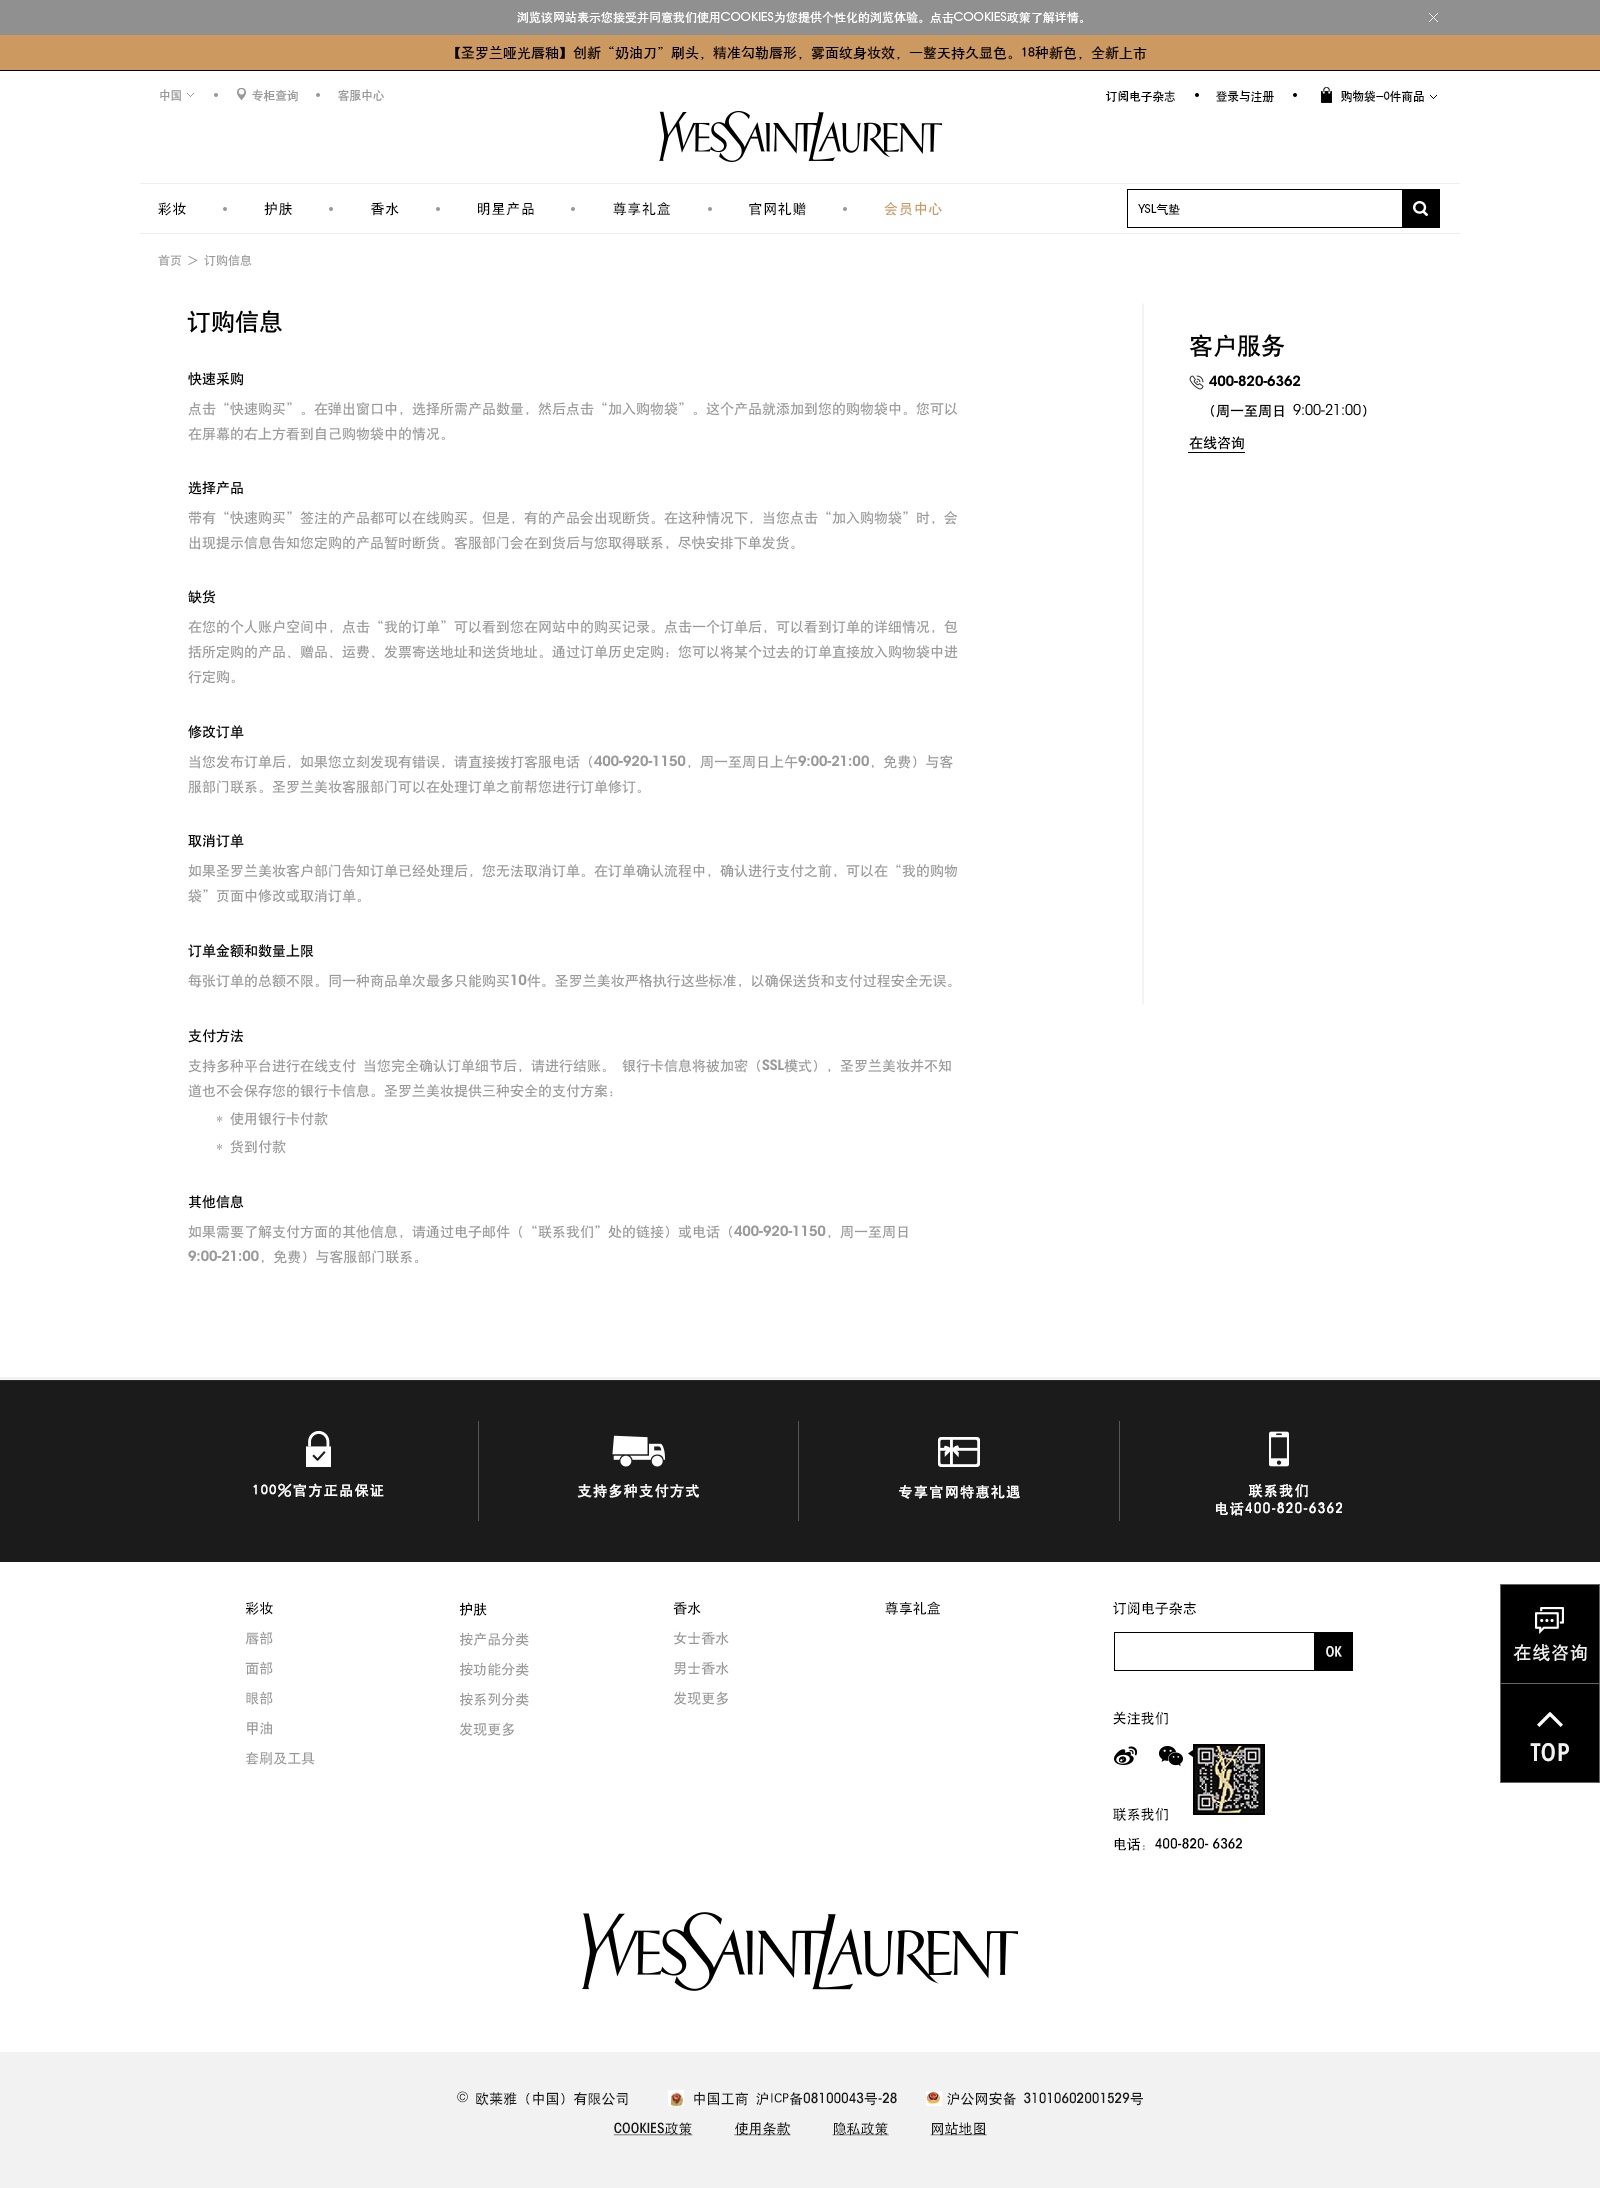 浏览该网站表示您接受并同意我们使用COOKIES为您提供个性化的浏览体验。点击COOKIES政策了解详情。
【圣罗兰哑光唇釉】创新“奶油刀”刷头，精准勾勒唇形，雾面纹身妆效，一整天持久显色。18种新色，全新上市
中国 • 专柜查询 • 客服中心
订阅电子杂志 • 登录与注册 • 购物袋-0件商品
YVESSAINTLAURENT
彩妆 • 护肤 • 香水 • 明星产品 • 尊享礼盒 • 官网礼赠 • 会员中心
YSL气垫
首页 > 订购信息
订购信息
快速采购
点击“快速购买”。在弹出窗口中，选择所需产品数量，然后点击“加入购物袋”。这个产品就添加到您的购物袋中。您可以
在屏幕的右上方看到自己购物袋中的情况。
选择产品
带有“快速购买”签注的产品都可以在线购买。但是，有的产品会出现断货。在这种情况下，当您点击“加入购物袋”时，会
出现提示信息告知您定购的产品暂时断货。客服部门会在到货后与您取得联系，尽快安排下单发货。
缺货
在您的个人账户空间中，点击“我的订单”可以看到您在网站中的购买记录。点击一个订单后，可以看到订单的详细情况，包
括所定购的产品、赠品、运费、发票寄送地址和送货地址。通过订单历史定购：您可以将某个过去的订单直接放入购物袋中进
行定购。
修改订单
当您发布订单后，如果您立刻发现有错误，请直接拨打客服电话（400-920-1150，周一至周日上午9:00-21:00，免费）与客
服部门联系。圣罗兰美妆客服部门可以在处理订单之前帮您进行订单修订。
取消订单
如果圣罗兰美妆客户部门告知订单已经处理后，您无法取消订单。在订单确认流程中，确认进行支付之前，可以在“我的购物
袋”页面中修改或取消订单。
订单金额和数量上限
每张订单的总额不限。同一种商品单次最多只能购买10件。圣罗兰美妆严格执行这些标准，以确保送货和支付过程安全无误。
支付方法
支持多种平台进行在线支付 当您完全确认订单细节后，请进行结账。 银行卡信息将被加密（SSL模式），圣罗兰美妆并不知
道也不会保存您的银行卡信息。圣罗兰美妆提供三种安全的支付方案：
* 使用银行卡付款
* 货到付款
其他信息
如果需要了解支付方面的其他信息，请通过电子邮件（“联系我们”处的链接）或电话（400-920-1150，周一至周日
9:00-21:00，免费）与客服部门联系。
客户服务
400-820-6362
（周一至周日 9:00-21:00）
在线咨询
100%官方正品保证
支持多种支付方式
专享官网特惠礼遇
联系我们
电话400-820-6362
彩妆
唇部
面部
眼部
甲油
套刷及工具
护肤
按产品分类
按功能分类
按系列分类
发现更多
香水
女士香水
男士香水
发现更多
尊享礼盒
订阅电子杂志
OK
关注我们
联系我们
电话：400-820- 6362
在线咨询
TOP
YVESSAINTLAURENT
© 欧莱雅（中国）有限公司 中国工商 沪ICP备08100043号-28 沪公网安备 31010602001529号
COOKIES政策 使用条款 隐私政策 网站地图